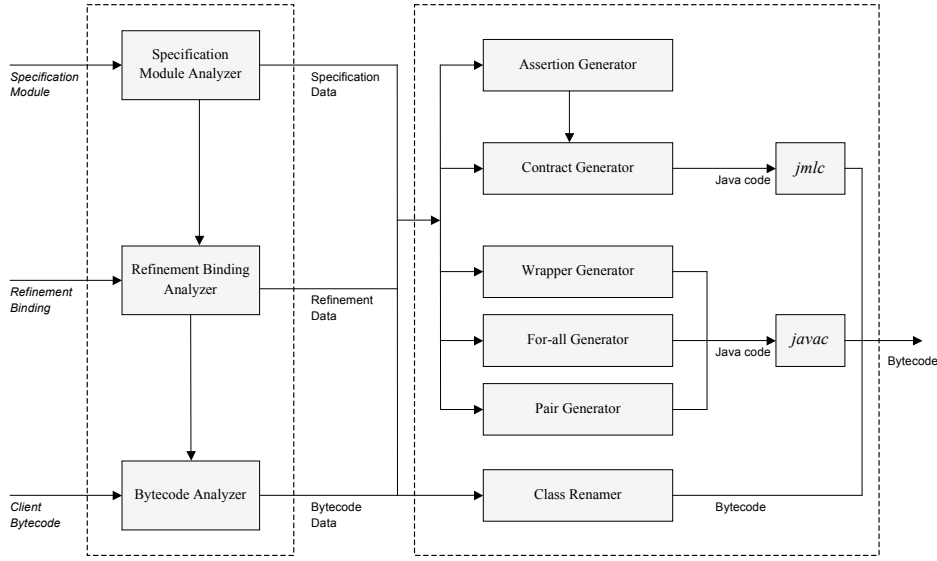 Specification
Module Analyzer
Specification
Module
Specification
Data
Assertion Generator
Contract Generator
Java code
jmlc
Refinement Binding
Analyzer
Refinement
Binding
Refinement
Data
Wrapper Generator
For-all Generator
Java code
javac
Bytecode
Pair Generator
Bytecode Analyzer
Client
Bytecode
Bytecode
Data
Class Renamer
Bytecode